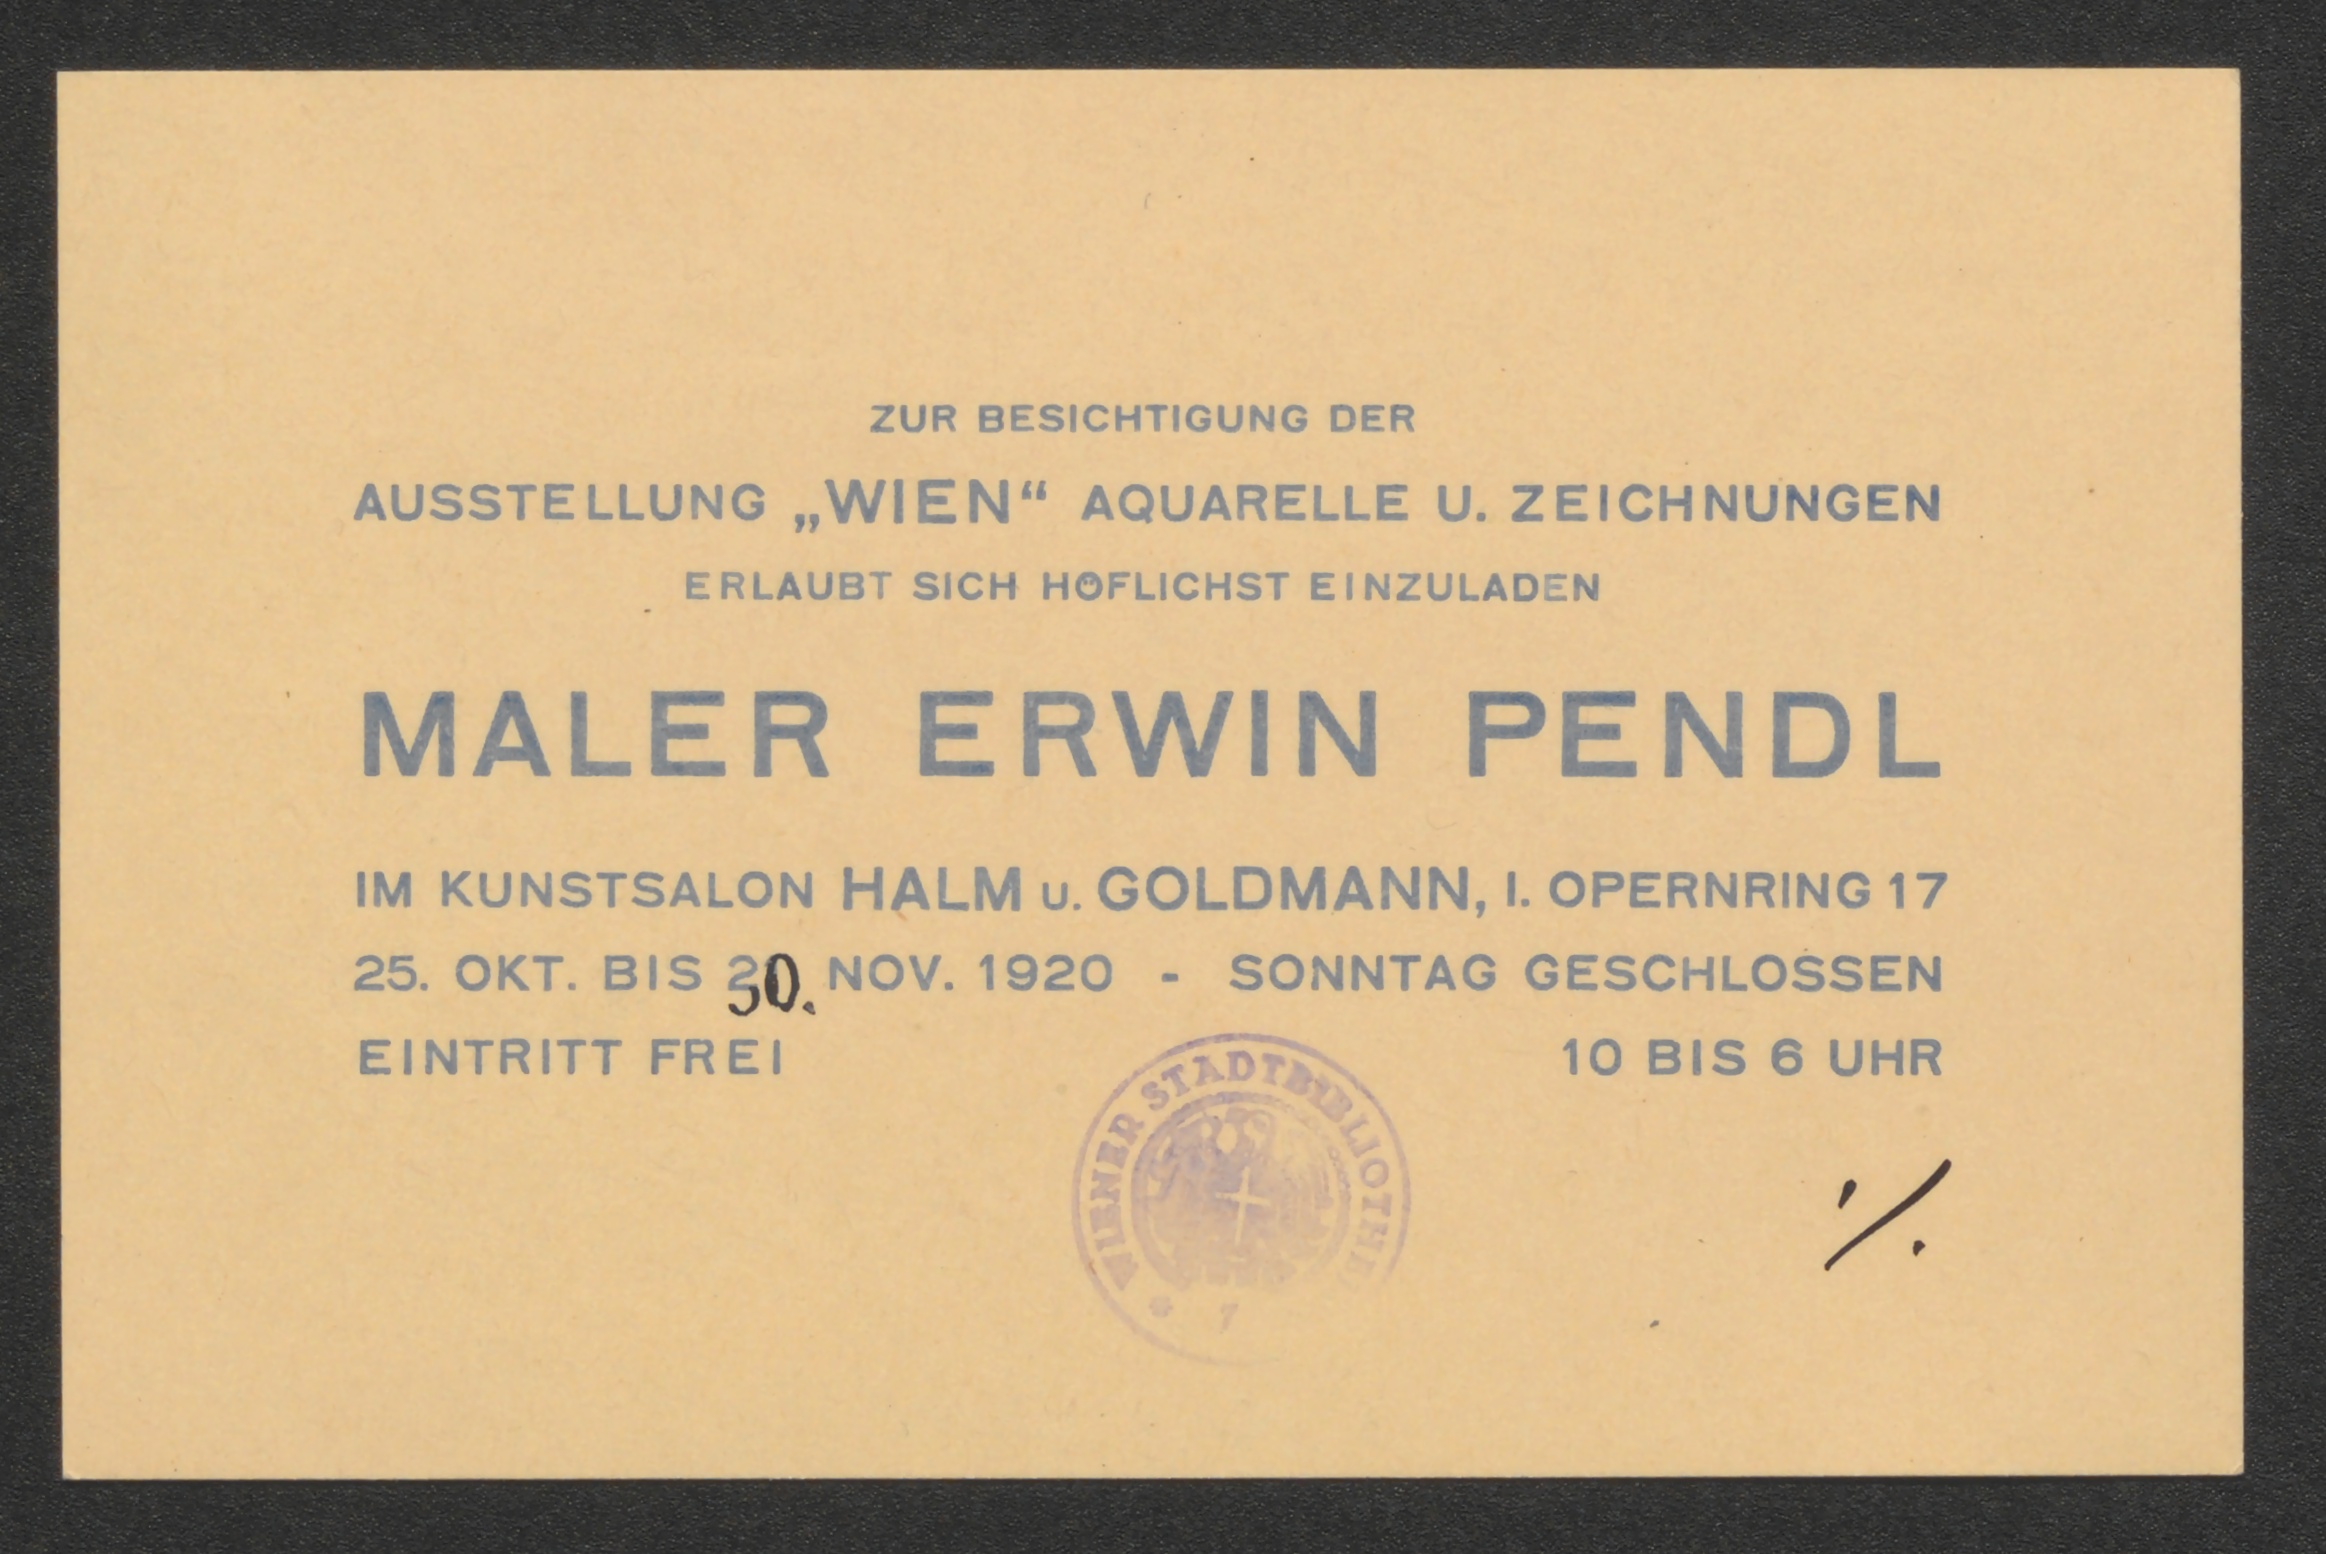 ZUR BESICHTIGUNG DER
AUSSTELLUNG „WIEN“ AQUARELLE U. ZEICHNUNGEN
ERLAUBT SICH HÖFLICHST EINZULADEN
MALER ERWIN PENDL
IM KUNSTSALON HALM U. GOLDMANN, I. OPERNRING 17
25. OKT. BIS 30. NOV. 1920 - SONNTAG GESCHLOSSEN
EINTRITT FREI 10 BIS 6 UHR
WIENER STADTBIBLIOTHEK